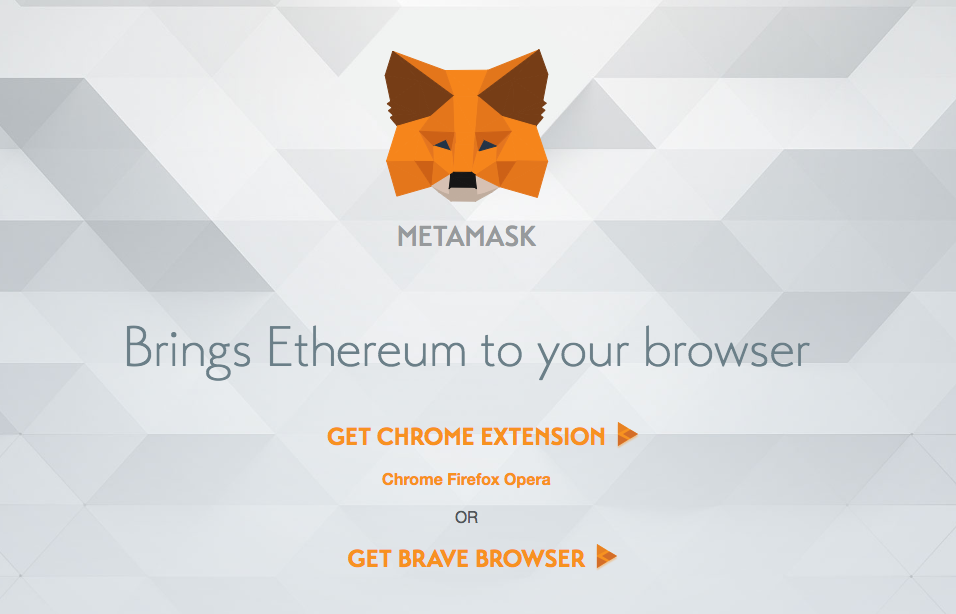 METAMASK
Brings Ethereum to your browser
GET CHROME EXTENSION
Chrome Firefox Opera
OR
GET BRAVE BROWSER